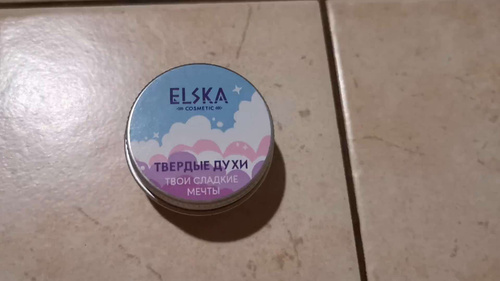 ELSKA
COSMETIC
ТВЕРДЫЕ ДУХИ
ТВОИ СЛАДКИЕ
МЕЧТЫ